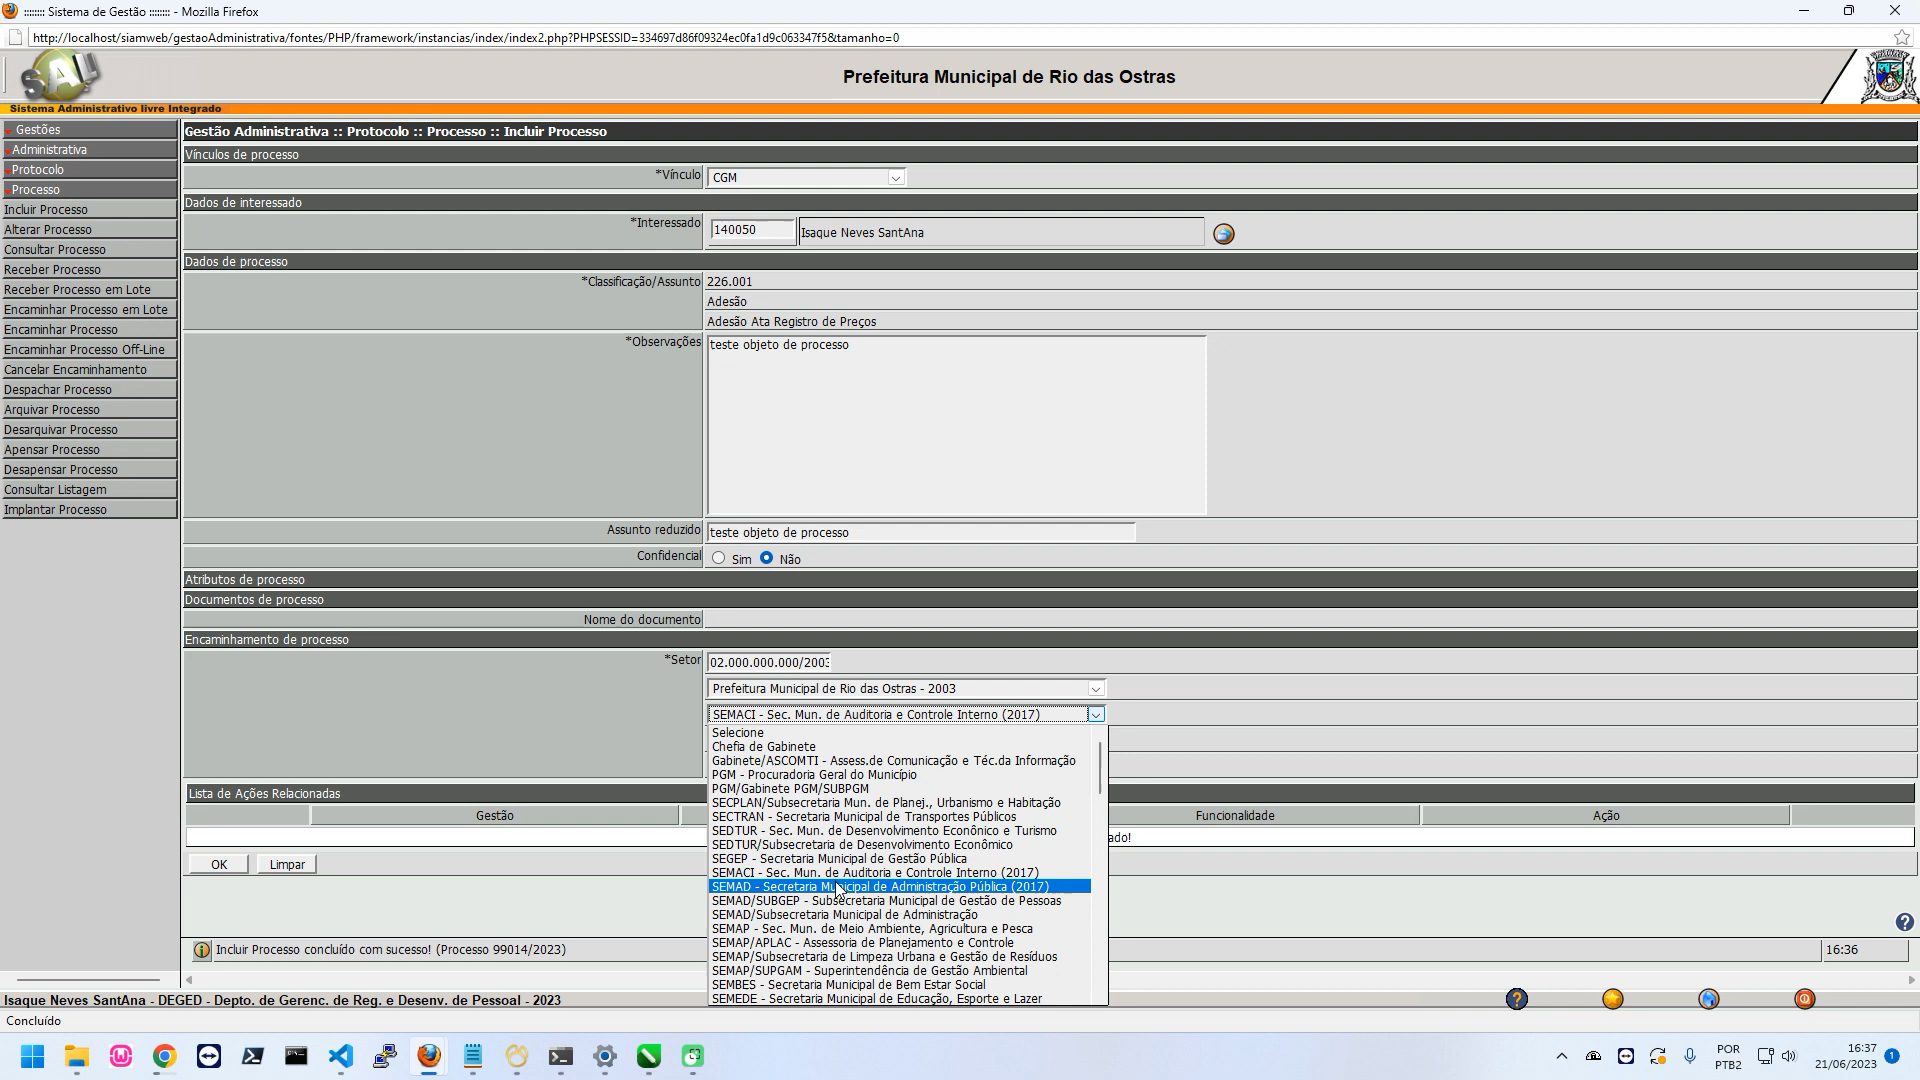 :::::::: Sistema de Gestão :::::::: - Mozilla Firefox
http://localhost/siamweb/gestaoAdministrativa/fontes/PHP/framework/instancias/index/index2.php?PHPSESSID=334697d86f09324ec0fa1d9c063347f5&tamanho=0
SAL
Prefeitura Municipal de Rio das Ostras
Sistema Administrativo livre Integrado
Gestões
Administrativa
Protocolo
Processo
Incluir Processo
Alterar Processo
Consultar Processo
Receber Processo
Receber Processo em Lote
Encaminhar Processo em Lote
Encaminhar Processo
Encaminhar Processo Off-Line
Cancelar Encaminhamento
Despachar Processo
Arquivar Processo
Desarquivar Processo
Apensar Processo
Desapensar Processo
Consultar Listagem
Implantar Processo
Gestão Administrativa :: Protocolo :: Processo :: Incluir Processo
Vínculos de processo
*Vínculo CGM
Dados de interessado
*Interessado 140050 Isaque Neves SantAna
Dados de processo
*Classificação/Assunto 226.001
Adesão
Adesão Ata Registro de Preços
*Observações teste objeto de processo
Assunto reduzido teste objeto de processo
Confidencial Sim Não
Atributos de processo
Documentos de processo
Nome do documento
Encaminhamento de processo
*Setor 02.000.000.000/2003
Prefeitura Municipal de Rio das Ostras - 2003
SEMACI - Sec. Mun. de Auditoria e Controle Interno (2017)
Selecione
Chefia de Gabinete
Gabinete/ASCOMTI - Assess.de Comunicação e Téc.da Informação
PGM - Procuradoria Geral do Município
PGM/Gabinete PGM/SUBPGM
SECPLAN/Subsecretaria Mun. de Planej., Urbanismo e Habitação
SECTRAN - Secretaria Municipal de Transportes Públicos
SEDTUR - Sec. Mun. de Desenvolvimento Econômico e Turismo
SEDTUR/Subsecretaria de Desenvolvimento Econômico
SEGEP - Secretaria Municipal de Gestão Pública
SEMACI - Sec. Mun. de Auditoria e Controle Interno (2017)
SEMAD - Secretaria Municipal de Administração Pública (2017)
SEMAD/SUBGEP - Subsecretaria Municipal de Gestão de Pessoas
SEMAD/Subsecretaria Municipal de Administração
SEMAP - Sec. Mun. de Meio Ambiente, Agricultura e Pesca
SEMAP/APLAC - Assessoria de Planejamento e Controle
SEMAP/Subsecretaria de Limpeza Urbana e Gestão de Resíduos
SEMAP/SUPGAM - Superintendência de Gestão Ambiental
SEMBES - Secretaria Municipal de Bem Estar Social
SEMEDE - Secretaria Municipal de Educação, Esporte e Lazer
Lista de Ações Relacionadas
Gestão Funcionalidade Ação
ado!
OK Limpar
Incluir Processo concluído com sucesso! (Processo 99014/2023) 16:36
Isaque Neves SantAna - DEGED - Depto. de Gerenc. de Reg. e Desenv. de Pessoal - 2023
Concluído
POR
PTB2
16:37
21/06/2023
1